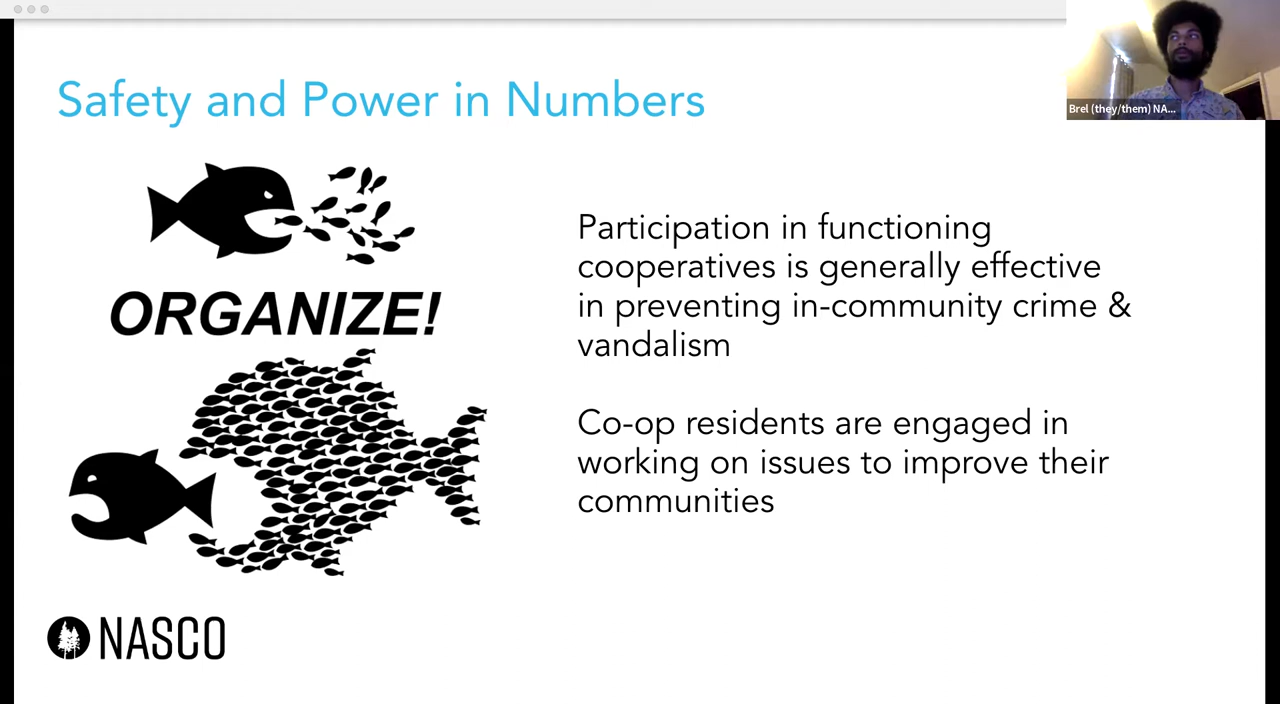 Safety and Power in Numbers
Brel (they/them) NA...
ORGANIZE!
Participation in functioning
cooperatives is generally effective
in preventing in-community crime &
vandalism
Co-op residents are engaged in
working on issues to improve their
communities
NASCO